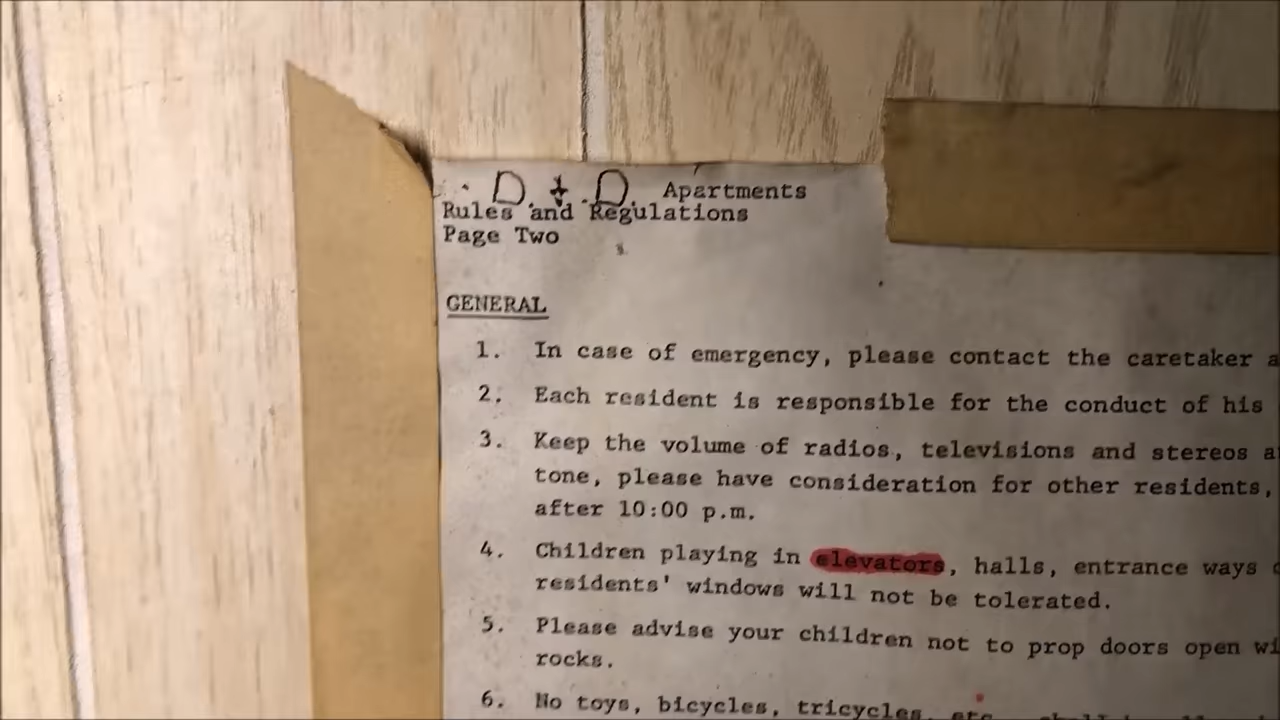 D. & D. Apartments
Rules and Regulations
Page Two
GENERAL
1. In case of emergency, please contact the caretaker
2. Each resident is responsible for the conduct of his
3. Keep the volume of radios, televisions and stereos
tone, please have consideration for other residents,
after 10:00 p.m.
4. Children playing in elevators, halls, entrance ways
residents' windows will not be tolerated.
5. Please advise your children not to prop doors open
rocks.
6. No toys, bicycles, tricycles, etc.